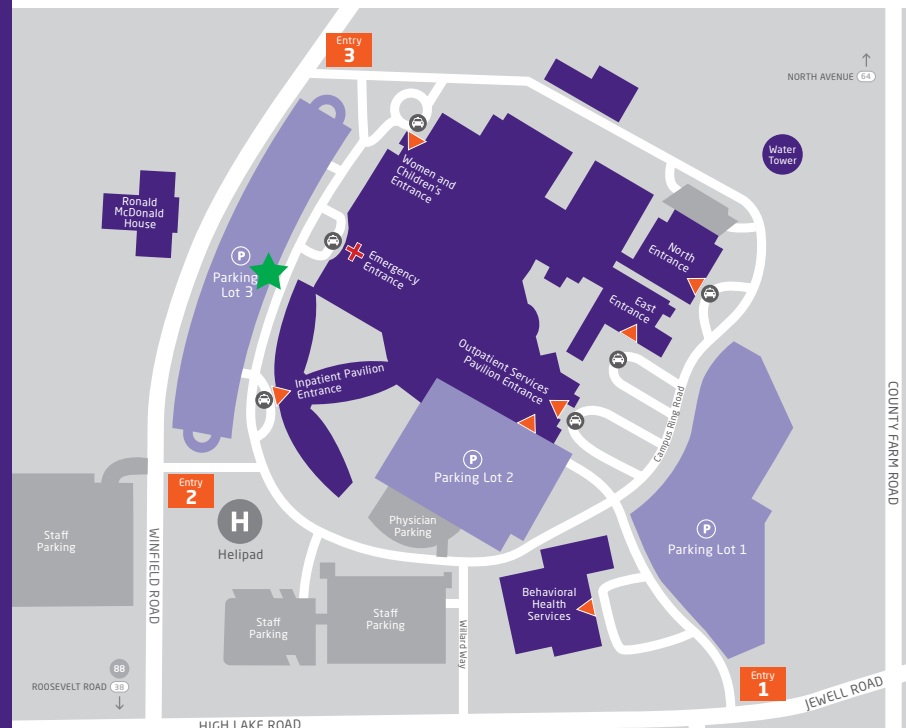 Entry
3
NORTH AVENUE 64
Water
Tower
Women and
Children's
Entrance
Ronald
McDonald
House
P
Parking
Lot 3
Emergency
Entrance
North
Entrance
East
Entrance
Outpatient Services
Pavilion Entrance
Inpatient Pavilion
Entrance
Campus Ring Road
COUNTY FARM ROAD
P
Parking Lot 2
Entry
2
H
Helipad
Physician
Parking
Staff
Parking
WINFIELD ROAD
P
Parking Lot 1
Behavioral
Health
Services
Staff
Parking
Staff
Parking
Willard Way
88
ROOSEVELT ROAD 38
Entry
1
JEWELL ROAD
HIGH LAKE ROAD